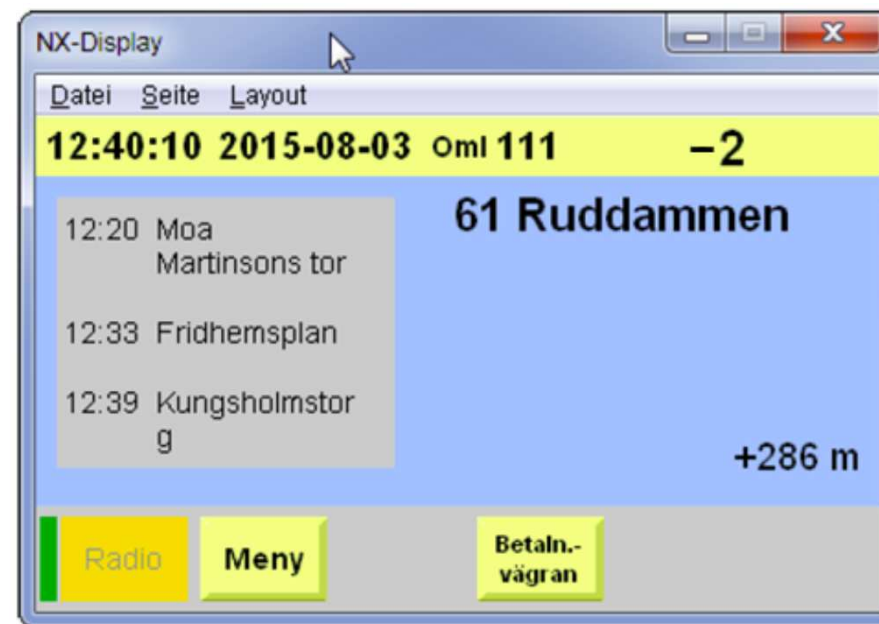 NX-Display
Datei Seite Layout
12:40:10 2015-08-03 Oml 111 −2
61 Ruddammen
12:20 Moa
Martinsons tor
12:33 Fridhemsplan
12:39 Kungsholmstor
g
+286 m
Radio Meny Betaln.-
vägran